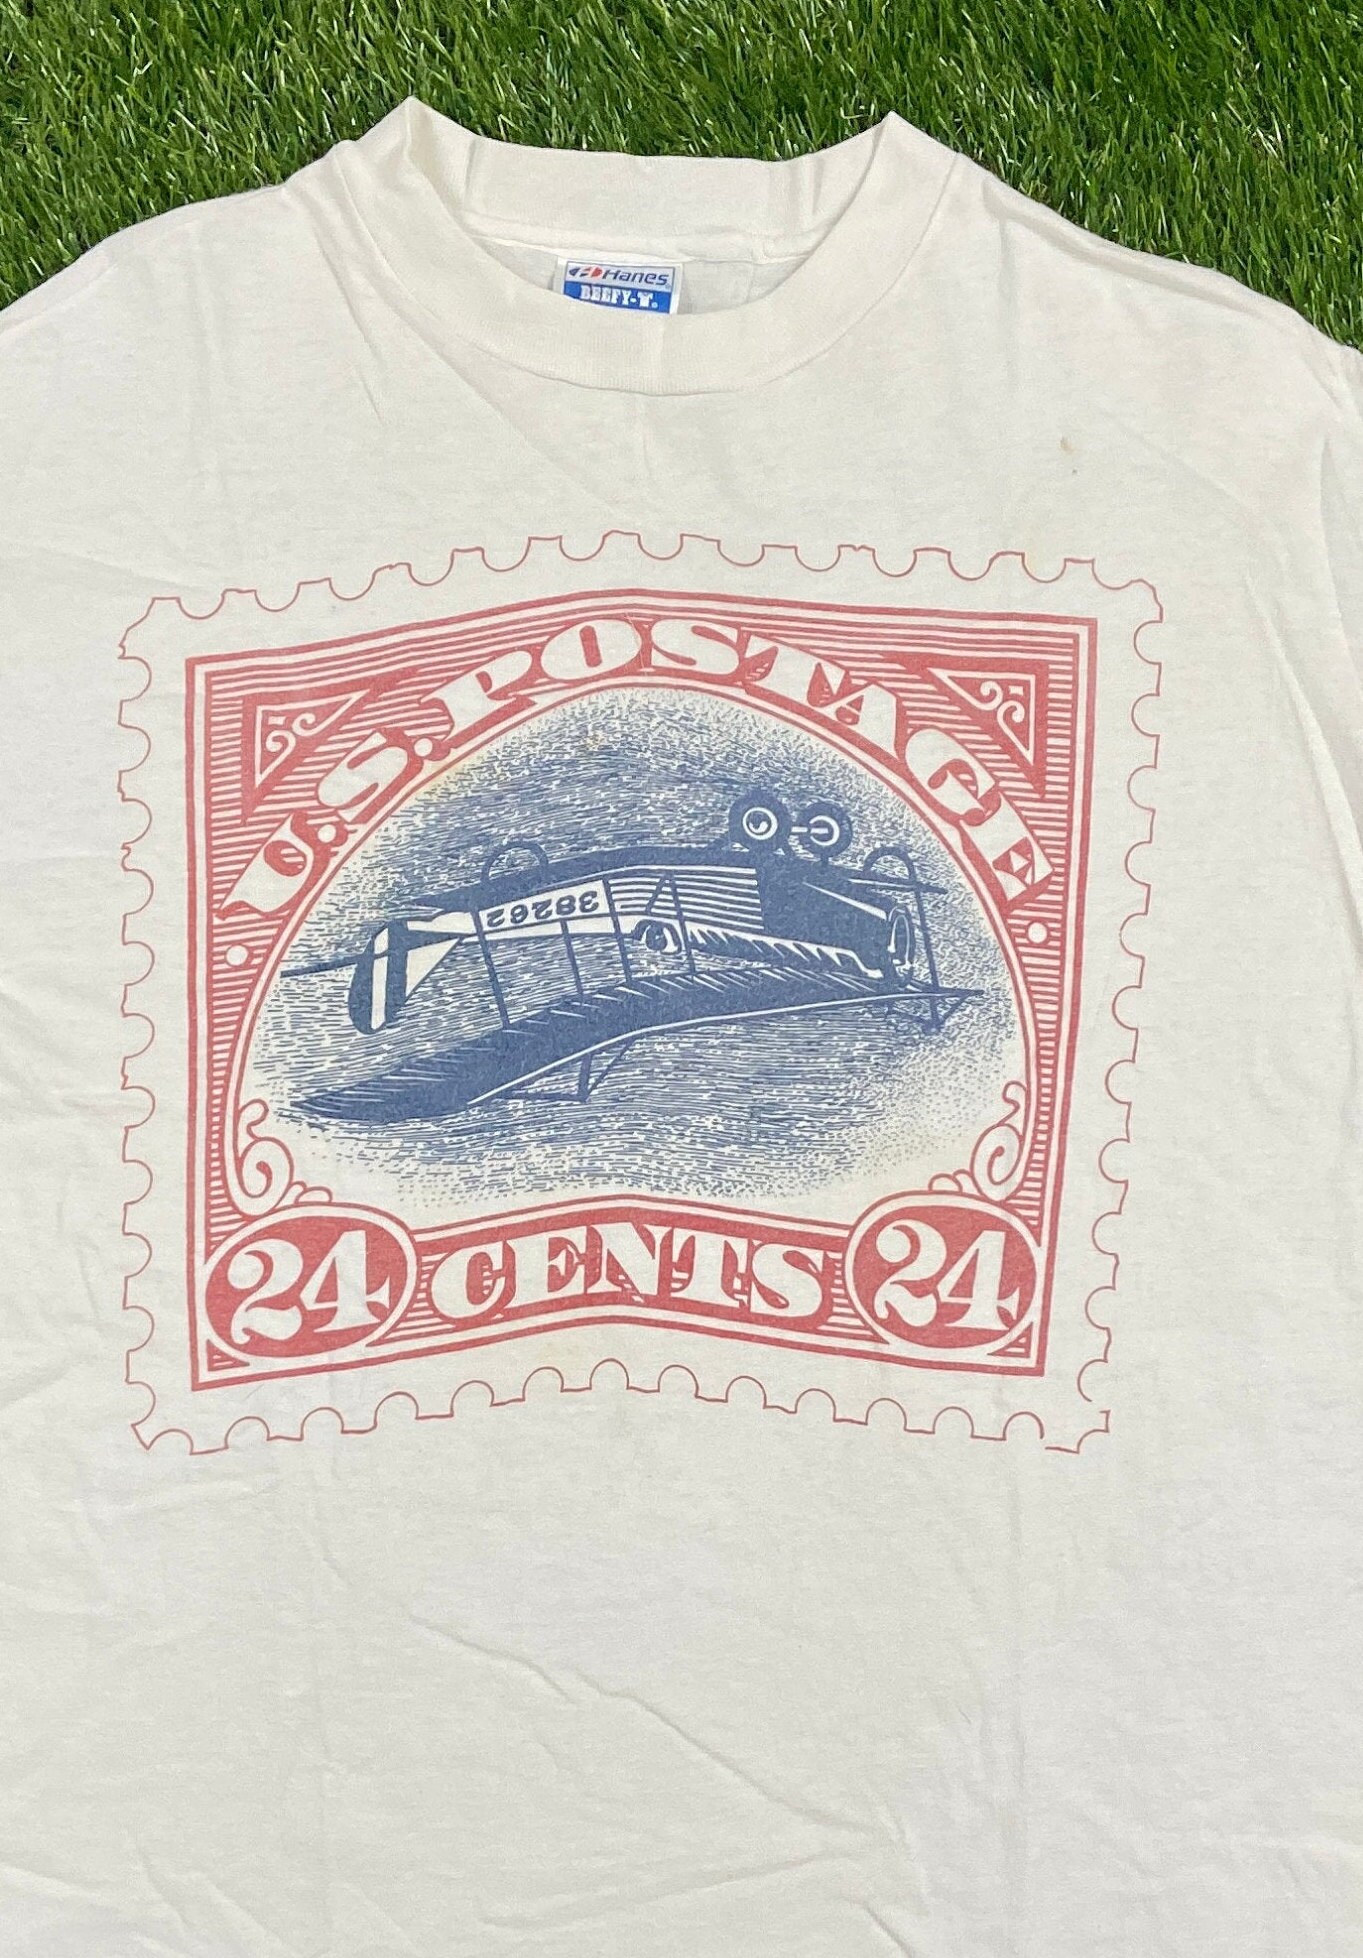 Hanes
BEEFY-T.
U.S. POSTAGE
38262
24 CENTS 24